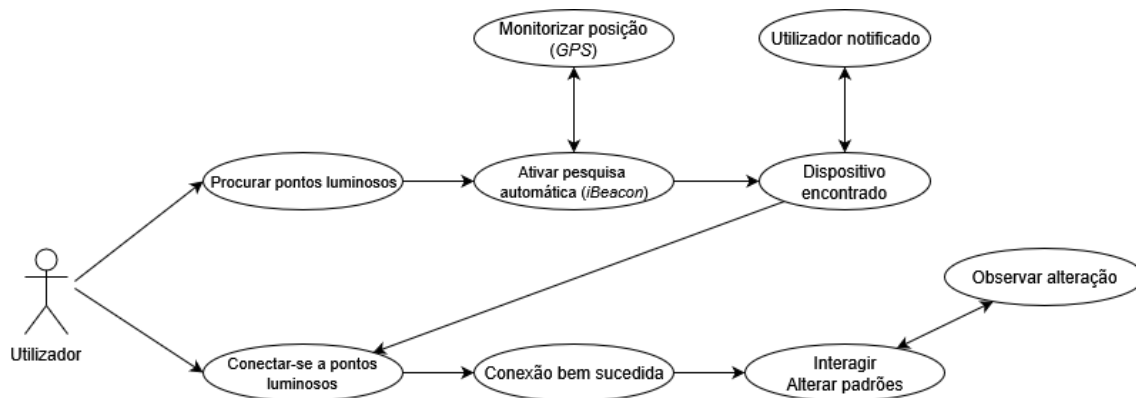 Monitorizar posição
(GPS)
Utilizador notificado
Procurar pontos luminosos
Ativar pesquisa
automática (iBeacon)
Dispositivo
encontrado
Observar alteração
Utilizador
Conectar-se a pontos
luminosos
Conexão bem sucedida
Interagir
Alterar padrões